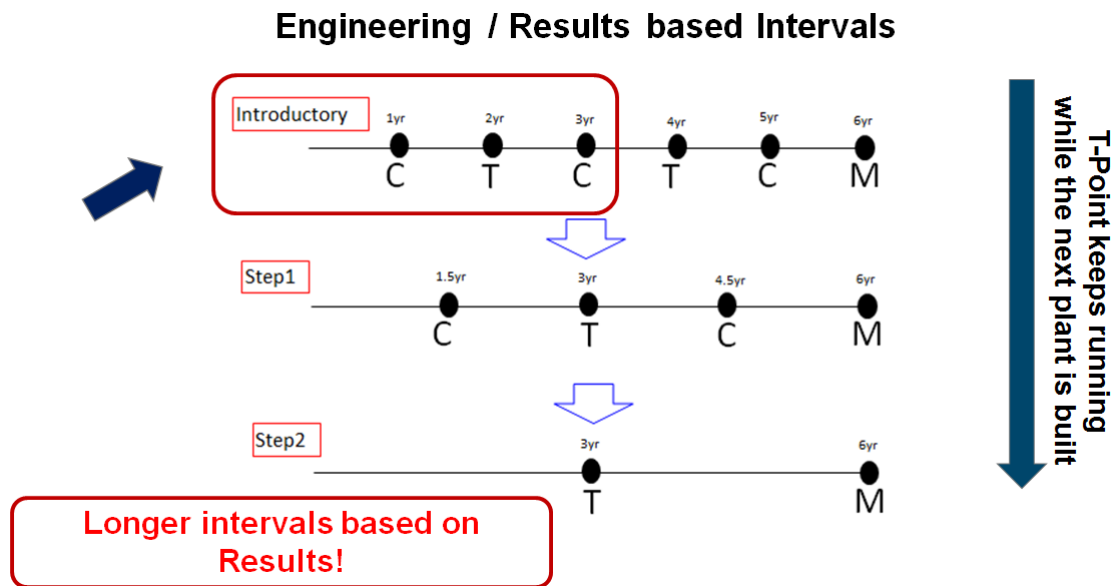 Engineering / Results based Intervals
Introductory
1yr 2yr 3yr 4yr 5yr 6yr
C T C T C M
Step1
1.5yr 3yr 4.5yr 6yr
C T C M
Step2
3yr 6yr
T M
Longer intervals based on
Results!
T-Point keeps running
while the next plant is built